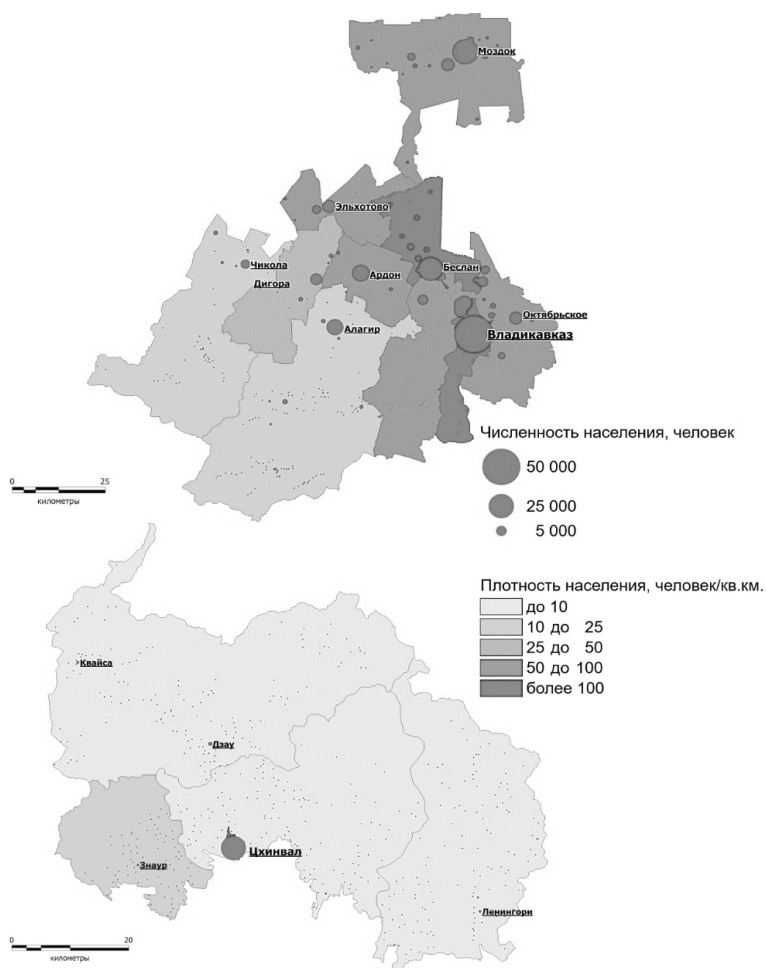 Моздок
Эльхотово
Чикола
Дигора
Ардон
Беслан
Алагир
Октябрьское
Владикавказ
0 25
километры
Численность населения, человек
50 000
25 000
5 000
Плотность населения, человек/кв.км.
до 10
10 до 25
25 до 50
50 до 100
более 100
Квайса
Дзау
Цхинвал
Знаур
Ленингори
0 20
километры